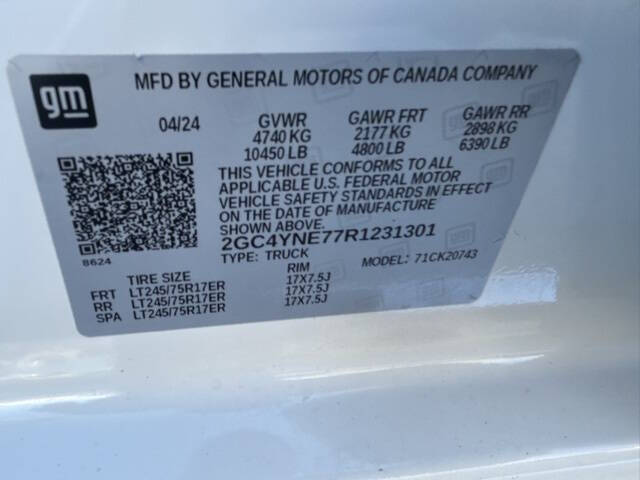 gm
MFD BY GENERAL MOTORS OF CANADA COMPANY
04/24 GVWR GAWR FRT GAWR RR
4740 KG 2177 KG 2898 KG
10450 LB 4800 LB 6390 LB
THIS VEHICLE CONFORMS TO ALL
APPLICABLE U.S. FEDERAL MOTOR
VEHICLE SAFETY STANDARDS IN EFFECT
ON THE DATE OF MANUFACTURE
SHOWN ABOVE.
2GC4YNE77R1231301
8624
TYPE: TRUCK MODEL: 71CK20743
TIRE SIZE RIM
FRT LT245/75R17ER 17X7.5J
RR LT245/75R17ER 17X7.5J
SPA LT245/75R17ER 17X7.5J